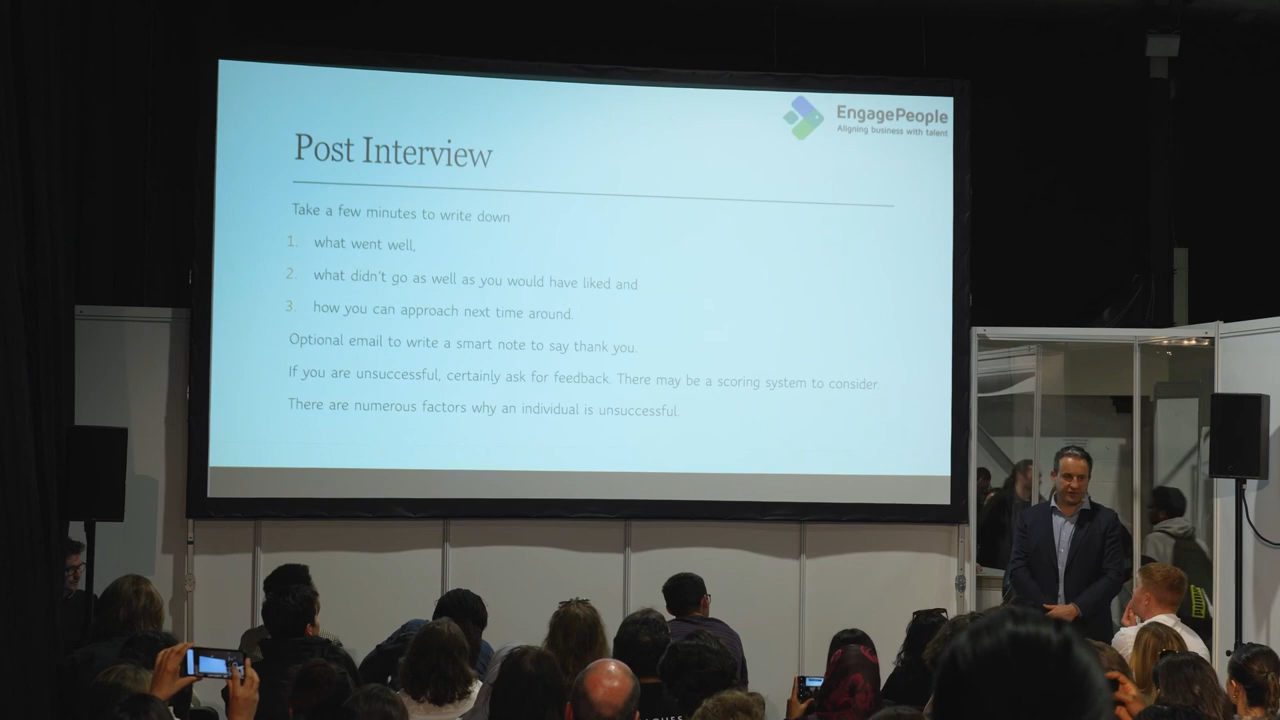 EngagePeople
Aligning business with talent
Post Interview
Take a few minutes to write down
1. what went well,
2. what didn't go as well as you would have liked and
3. how you can approach next time around.
Optional email to write a smart note to say thank you.
If you are unsuccessful, certainly ask for feedback. There may be a scoring system to consider.
There are numerous factors why an individual is unsuccessful.
PUMA